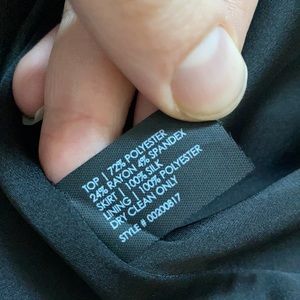 TOP | 72% POLYESTER
24% RAYON 4% SPANDEX
SKIRT | 100% SILK
LINING | 100% POLYESTER
DRY CLEAN ONLY
STYLE # 00200817